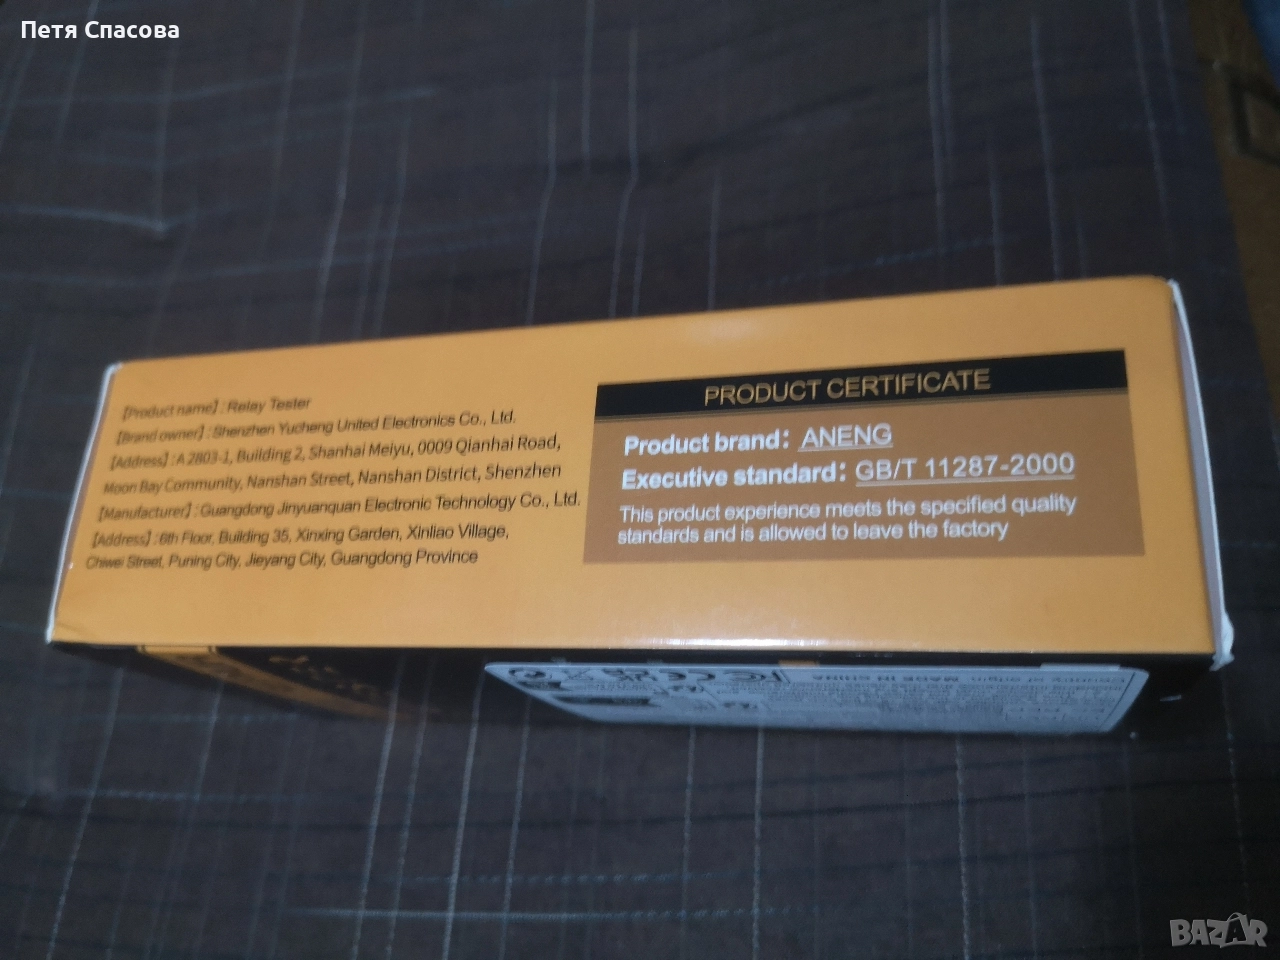 Петя Спасова
[Product name] : Relay Tester
[Brand owner] : Shenzhen Yucheng United Electronics Co., Ltd.
[Address] : A 2803-1, Building 2, Shanhai Meiyu, 0009 Qianhai Road,
Moon Bay Community, Nanshan Street, Nanshan District, Shenzhen
[Manufacturer] : Guangdong Jinyuanquan Electronic Technology Co., Ltd.
[Address] : 6th Floor, Building 35, Xinxing Garden, Xinliao Village,
Chiwei Street, Puning City, Jieyang City, Guangdong Province
PRODUCT CERTIFICATE
Product brand: ANENG
Executive standard: GB/T 11287-2000
This product experience meets the specified quality
standards and is allowed to leave the factory
Country of origin: MADE IN CHINA
BAZAR